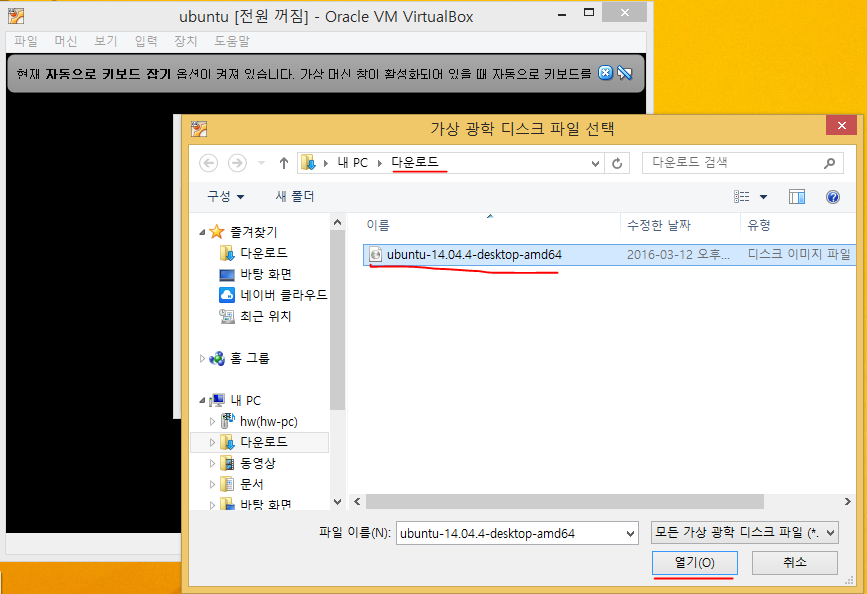 ubuntu [전원 꺼짐] - Oracle VM VirtualBox
파일 머신 보기 입력 장치 도움말
현재 자동으로 키보드 잡기 옵션이 켜져 있습니다. 가상 머신 창이 활성화되어 있을 때 자동으로 키보드를
가상 광학 디스크 파일 선택
내 PC 다운로드
다운로드 검색
구성 새 폴더
이름 수정한 날짜 유형
ubuntu-14.04.4-desktop-amd64 2016-03-12 오후... 디스크 이미지 파일
즐겨찾기
다운로드
바탕 화면
네이버 클라우드
최근 위치
홈 그룹
내 PC
hw(hw-pc)
다운로드
동영상
문서
바탕 화면
파일 이름(N): ubuntu-14.04.4-desktop-amd64 모든 가상 광학 디스크 파일 (*.
열기(O) 취소